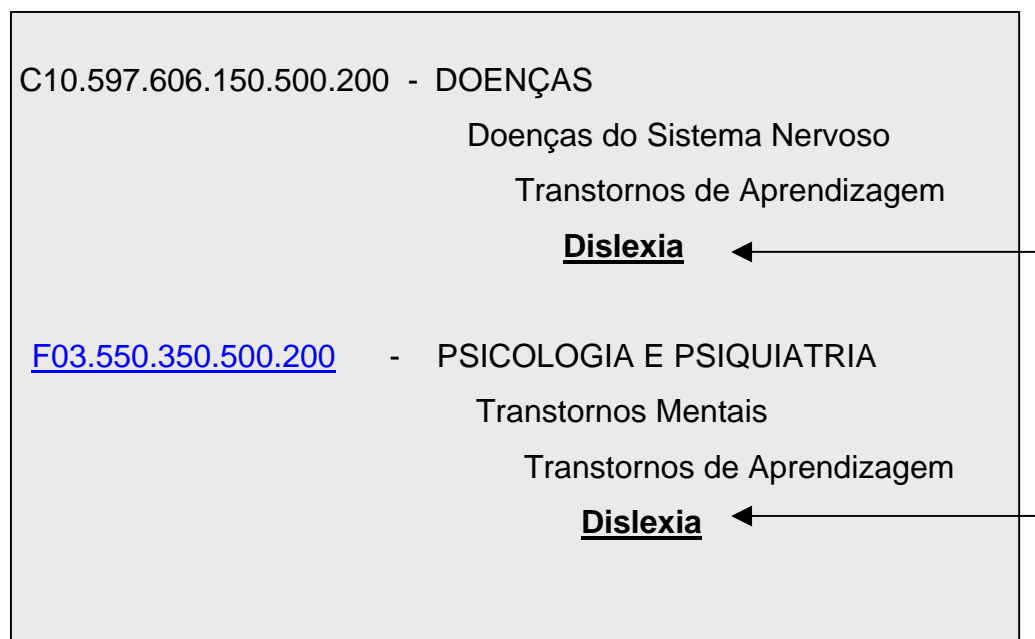 C10.597.606.150.500.200 - DOENÇAS
Doenças do Sistema Nervoso
Transtornos de Aprendizagem
Dislexia
F03.550.350.500.200 - PSICOLOGIA E PSIQUIATRIA
Transtornos Mentais
Transtornos de Aprendizagem
Dislexia